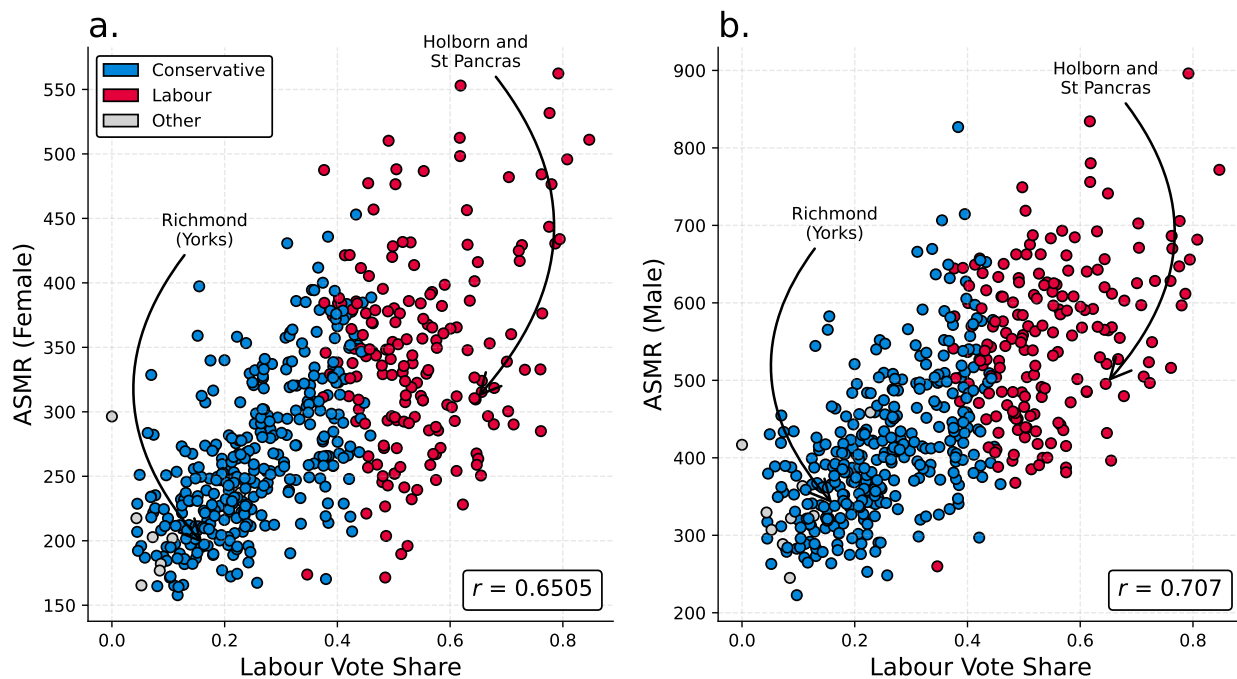 a.
Holborn and
St Pancras
Conservative
Labour
Other
Richmond
(Yorks)
550
500
450
400
350
300
250
200
150
ASMR (Female)
r = 0.6505
0.0 0.2 0.4 0.6 0.8
Labour Vote Share
b.
Holborn and
St Pancras
Richmond
(Yorks)
900
800
700
600
500
400
300
200
ASMR (Male)
r = 0.707
0.0 0.2 0.4 0.6 0.8
Labour Vote Share